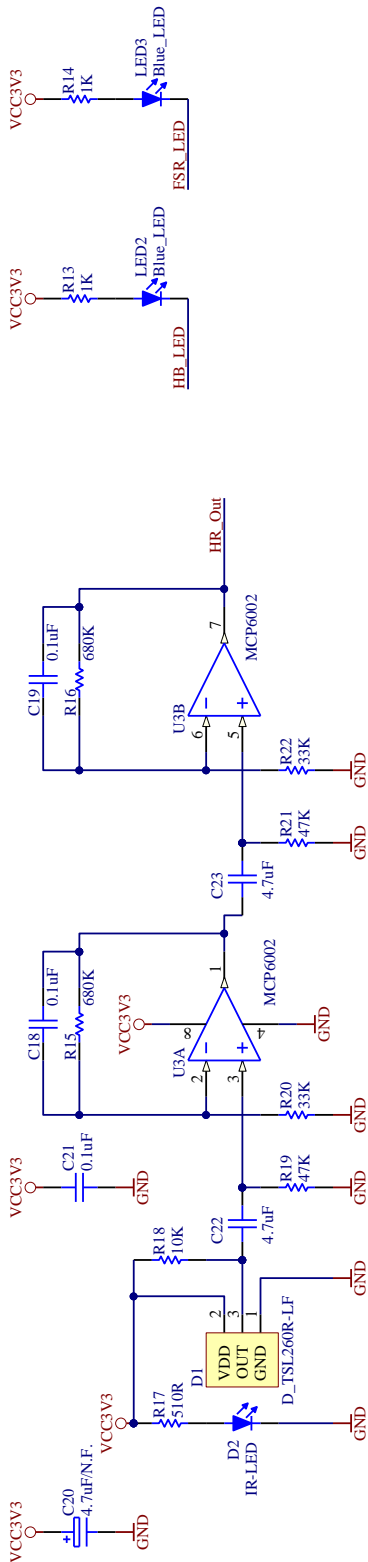 VCC3V3
C20
4.7uF/N.F.
GND
VCC3V3
R17
510R
D2
IR-LED
GND
D1
VDD
OUT
GND
2
3
1
D_TSL260R-LF
GND
R18
10K
C22
4.7uF
VCC3V3
C21
0.1uF
GND
R19
47K
GND
R20
33K
GND
C18
0.1uF
R15
680K
VCC3V3
U3A
2
3
8
4
1
MCP6002
GND
C23
4.7uF
R21
47K
GND
R22
33K
GND
C19
0.1uF
R16
680K
U3B
6
5
7
MCP6002
HR_Out
VCC3V3
R13
1K
LED2
Blue_LED
HB_LED
VCC3V3
R14
1K
LED3
Blue_LED
FSR_LED